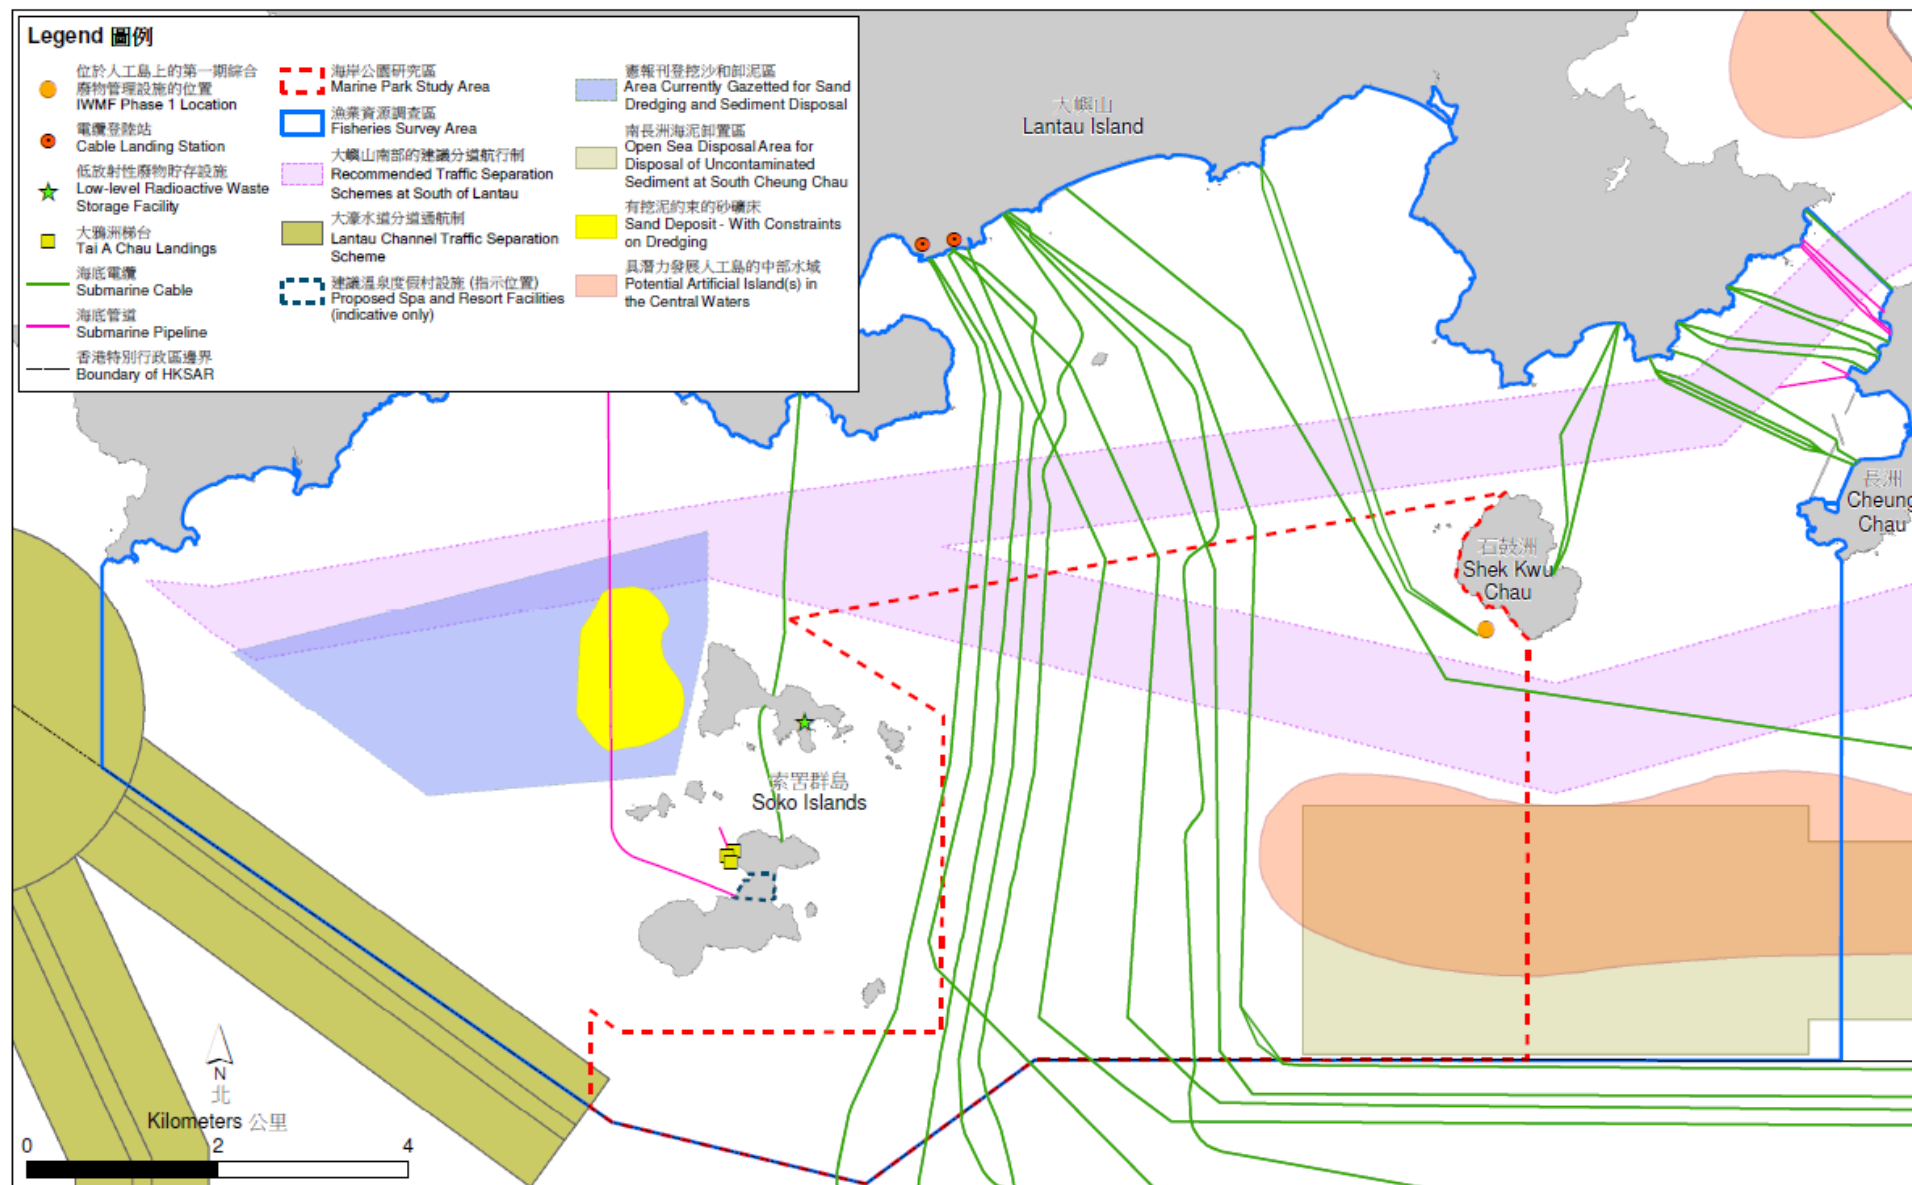 Legend 圖例
位於人工島上的第一期綜合
廢物管理設施的位置
IWMF Phase 1 Location
電纜登陸站
Cable Landing Station
低放射性廢物貯存設施
Low-level Radioactive Waste
Storage Facility
大鴉洲梯台
Tai A Chau Landings
海底電纜
Submarine Cable
海底管道
Submarine Pipeline
香港特別行政區邊界
Boundary of HKSAR
海岸公園研究區
Marine Park Study Area
漁業資源調查區
Fisheries Survey Area
大嶼山南部的建議分道航行制
Recommended Traffic Separation
Schemes at South of Lantau
大濠水道分道通航制
Lantau Channel Traffic Separation
Scheme
建議溫泉度假村設施 (指示位置)
Proposed Spa and Resort Facilities
(indicative only)
憲報刊登挖沙和卸泥區
Area Currently Gazetted for Sand
Dredging and Sediment Disposal
南長洲海泥卸置區
Open Sea Disposal Area for
Disposal of Uncontaminated
Sediment at South Cheung Chau
有挖泥約束的砂礦床
Sand Deposit - With Constraints
on Dredging
具潛力發展人工島的中部水域
Potential Artificial Island(s) in
the Central Waters
大嶼山
Lantau Island
長洲
Cheung
Chau
石鼓洲
Shek Kwu
Chau
索罟群島
Soko Islands
N
北
Kilometers 公里
0 2 4